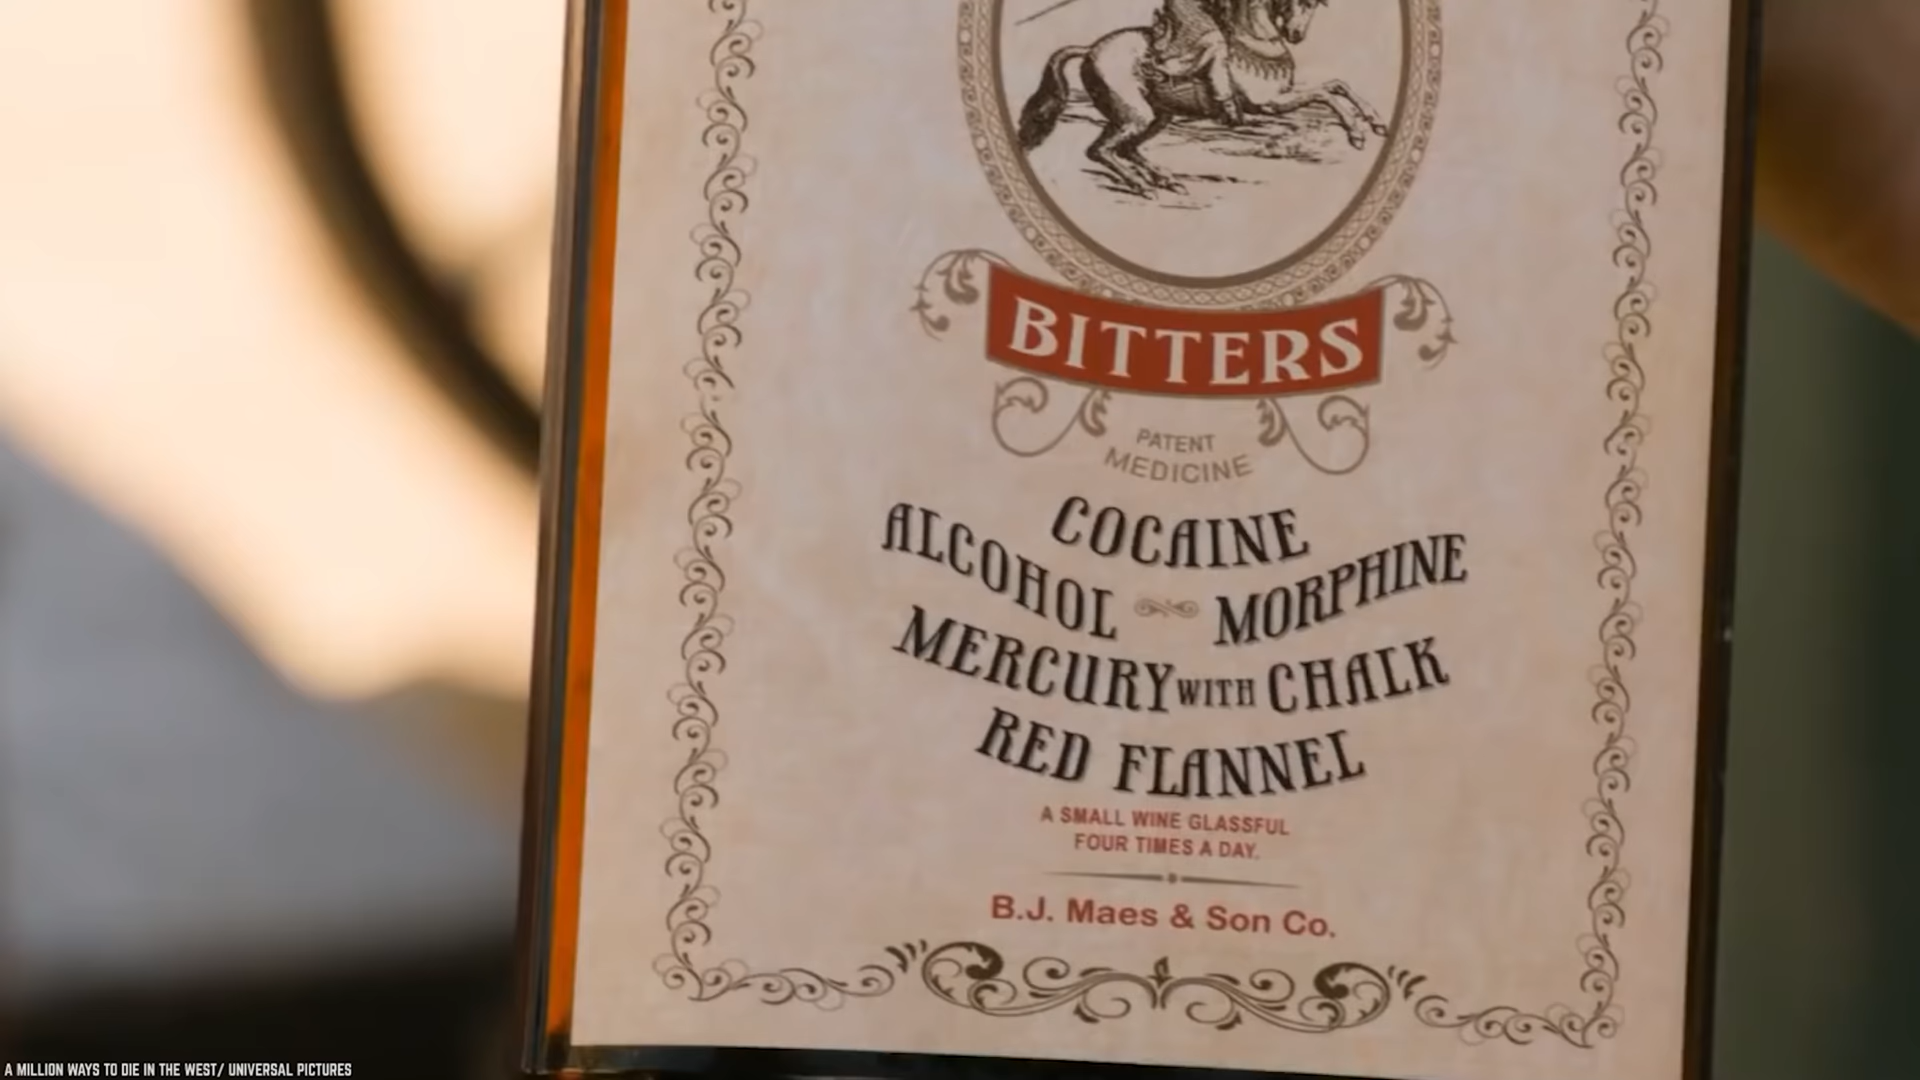 BITTERS
PATENT
MEDICINE
COCAINE
ALCOHOL MORPHINE
MERCURY WITH CHALK
RED FLANNEL
A SMALL WINE GLASSFUL
FOUR TIMES A DAY.
B.J. Maes & Son Co.
A MILLION WAYS TO DIE IN THE WEST/ UNIVERSAL PICTURES